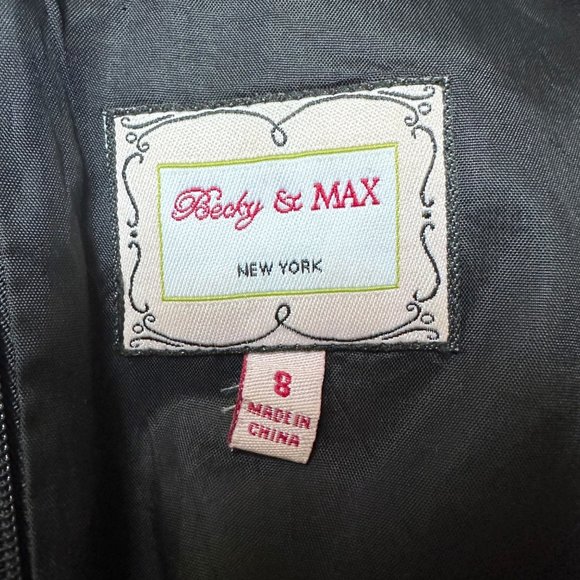 Becky & MAX
NEW YORK
8
MADE IN
CHINA